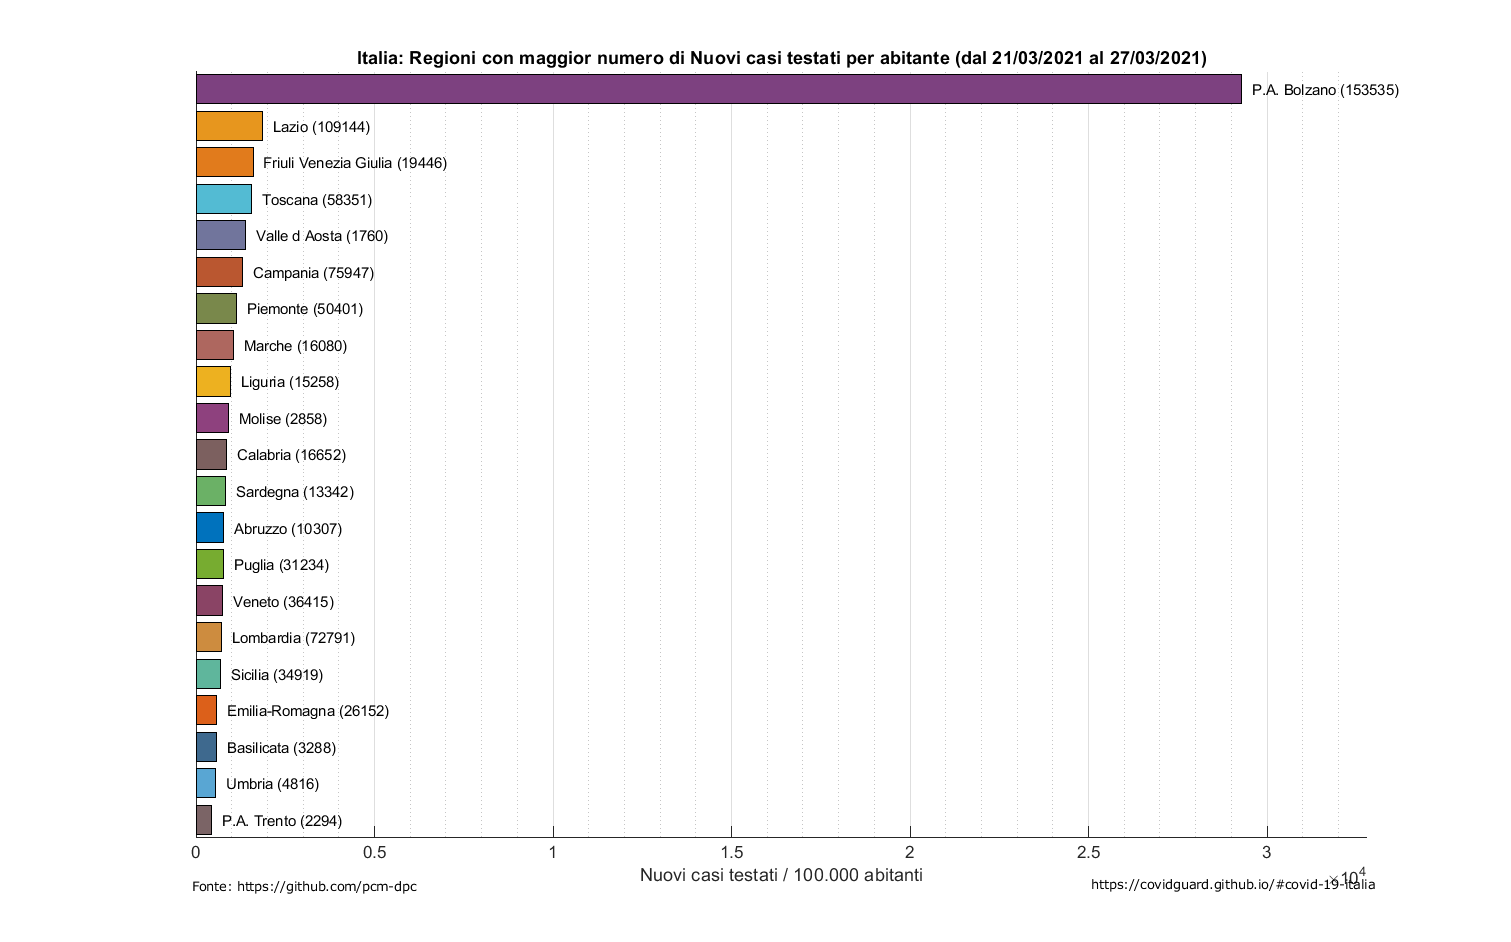 Italia: Regioni con maggior numero di Nuovi casi testati per abitante (dal 21/03/2021 al 27/03/2021)
P.A. Bolzano (153535)
Lazio (109144)
Friuli Venezia Giulia (19446)
Toscana (58351)
Valle d Aosta (1760)
Campania (75947)
Piemonte (50401)
Marche (16080)
Liguria (15258)
Molise (2858)
Calabria (16652)
Sardegna (13342)
Abruzzo (10307)
Puglia (31234)
Veneto (36415)
Lombardia (72791)
Sicilia (34919)
Emilia-Romagna (26152)
Basilicata (3288)
Umbria (4816)
P.A. Trento (2294)
0 0.5 1 1.5 2 2.5 3
×10⁴
Nuovi casi testati / 100.000 abitanti
Fonte: https://github.com/pcm-dpc
https://covidguard.github.io/#covid-19-italia